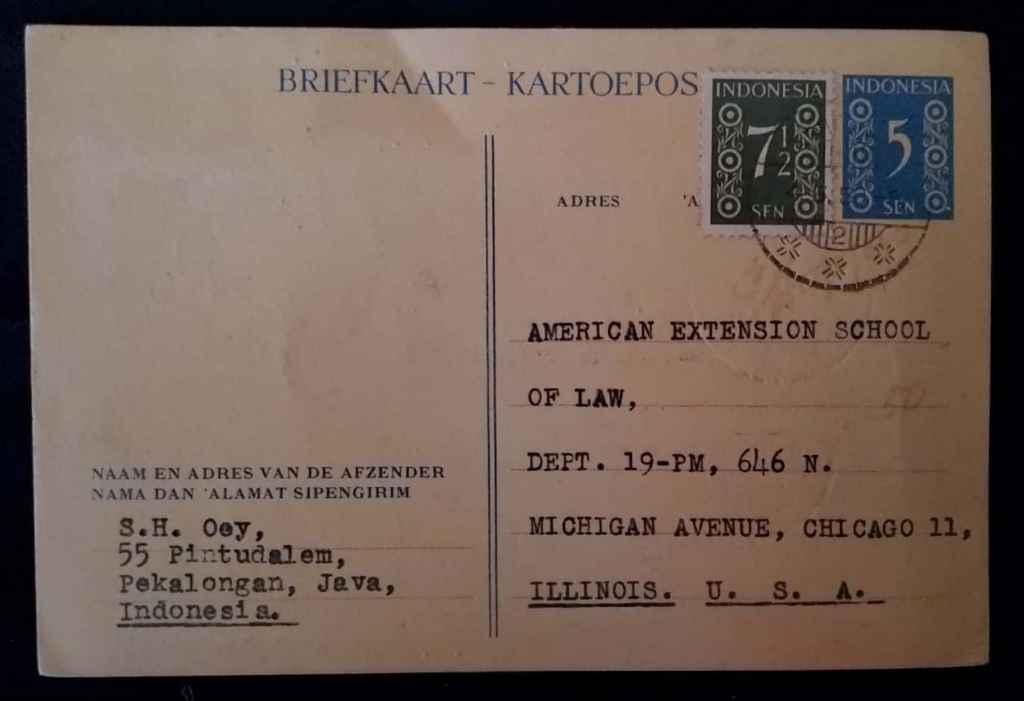 BRIEFKAART - KARTOEPOS
INDONESIA
7½
SEN
INDONESIA
5
SEN
ADRES 'A
2
AMERICAN EXTENSION SCHOOL
OF LAW,
DEPT. 19-PM, 646 N.
MICHIGAN AVENUE, CHICAGO 11,
ILLINOIS. U. S. A.
NAAM EN ADRES VAN DE AFZENDER
NAMA DAN 'ALAMAT SIPENGIRIM
S.H. Oey,
55 Pintudalem,
Pekalongan, Java,
Indonesia.